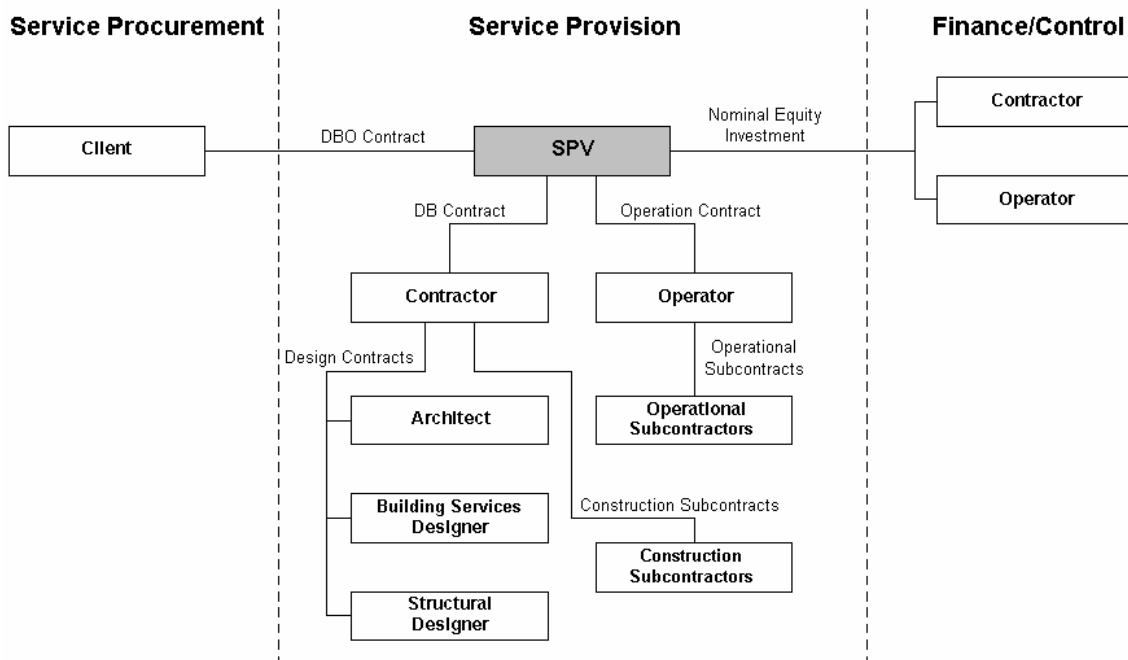 Service Procurement
Service Provision
Finance/Control
Client
DBO Contract
SPV
Nominal Equity
Investment
Contractor
Operator
DB Contract
Operation Contract
Contractor
Operator
Design Contracts
Operational
Subcontracts
Architect
Operational
Subcontractors
Building Services
Designer
Construction Subcontracts
Construction
Subcontractors
Structural
Designer